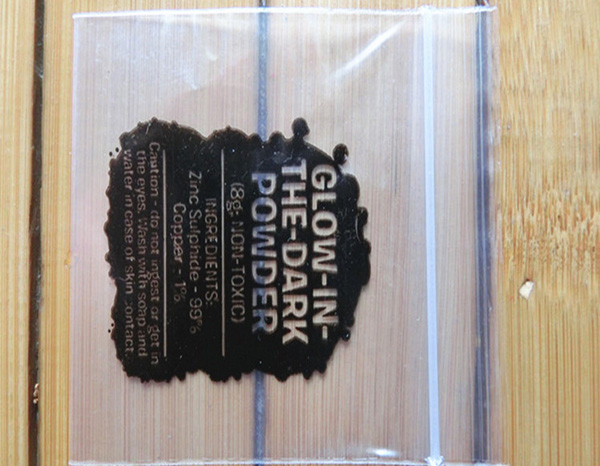 GLOW-IN-
THE-DARK
POWDER
(8g; NON-TOXIC)
INGREDIENTS:
Zinc Sulphide - 99%
Copper - 1%
Caution - do not ingest or get in
the eyes. Wash with soap and
water in case of skin contact.